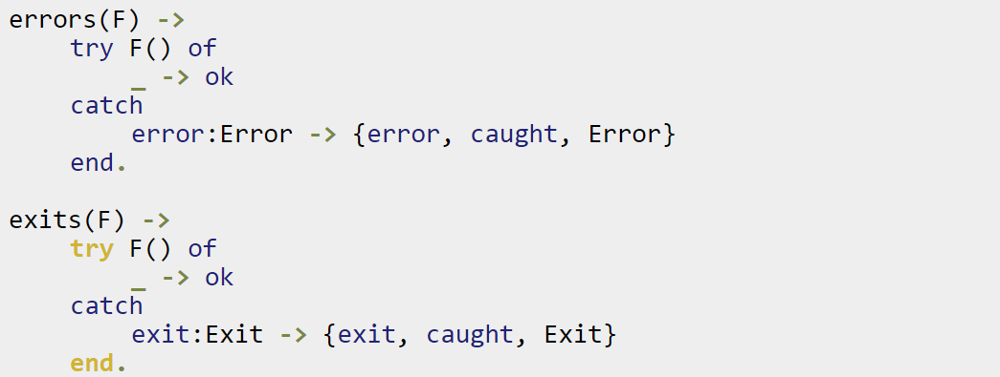 errors(F) ->
    try F() of
        _ -> ok
    catch
        error:Error -> {error, caught, Error}
    end.

exits(F) ->
    try F() of
        _ -> ok
    catch
        exit:Exit -> {exit, caught, Exit}
    end.